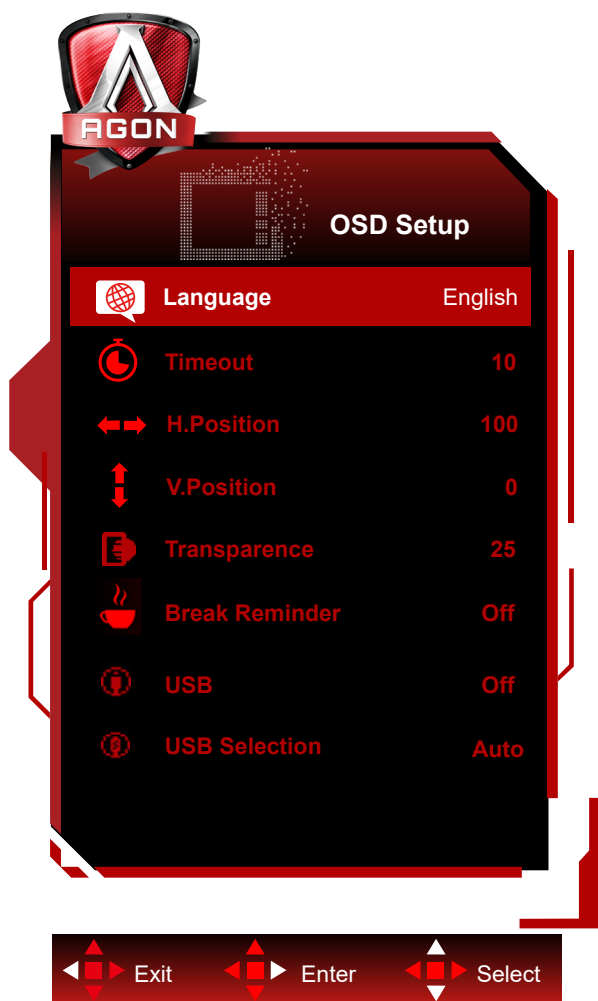 AGON
OSD Setup
Language English
Timeout 10
H.Position 100
V.Position 0
Transparence 25
Break Reminder Off
USB Off
USB Selection Auto
Exit Enter Select